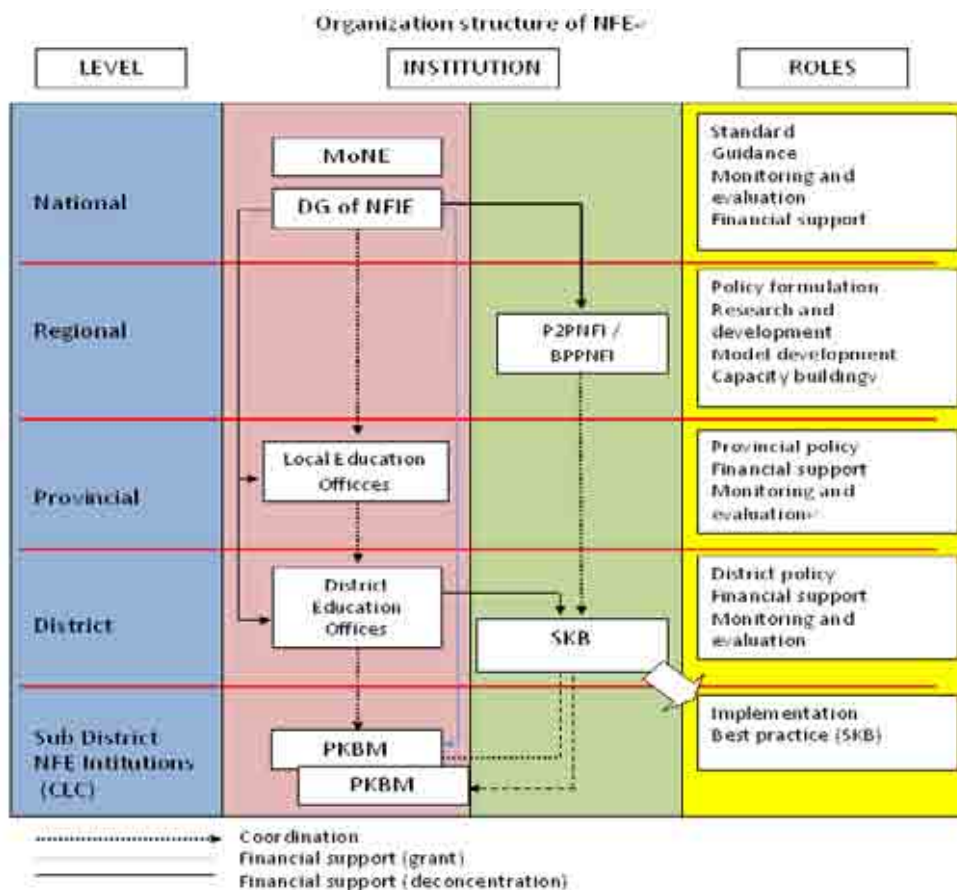 Organization structure of NFE
LEVEL
INSTITUTION
ROLES
National
MoNE
DG of NFIE
Standard
Guidance
Monitoring and
evaluation
Financial support
Regional
P2PNFI /
BPPNFI
Policy formulation
Research and
development
Model development
Capacity building
Provincial
Local Education
Officces
Provincial policy
Financial support
Monitoring and
evaluation
District
District
Education
Offices
SKB
District policy
Financial support
Monitoring and
evaluation
Sub District
NFE Intitutions
(CLC)
PKBM
PKBM
Implementation
Best practice (SKB)
Coordination
Financial support (grant)
Financial support (deconcentration)